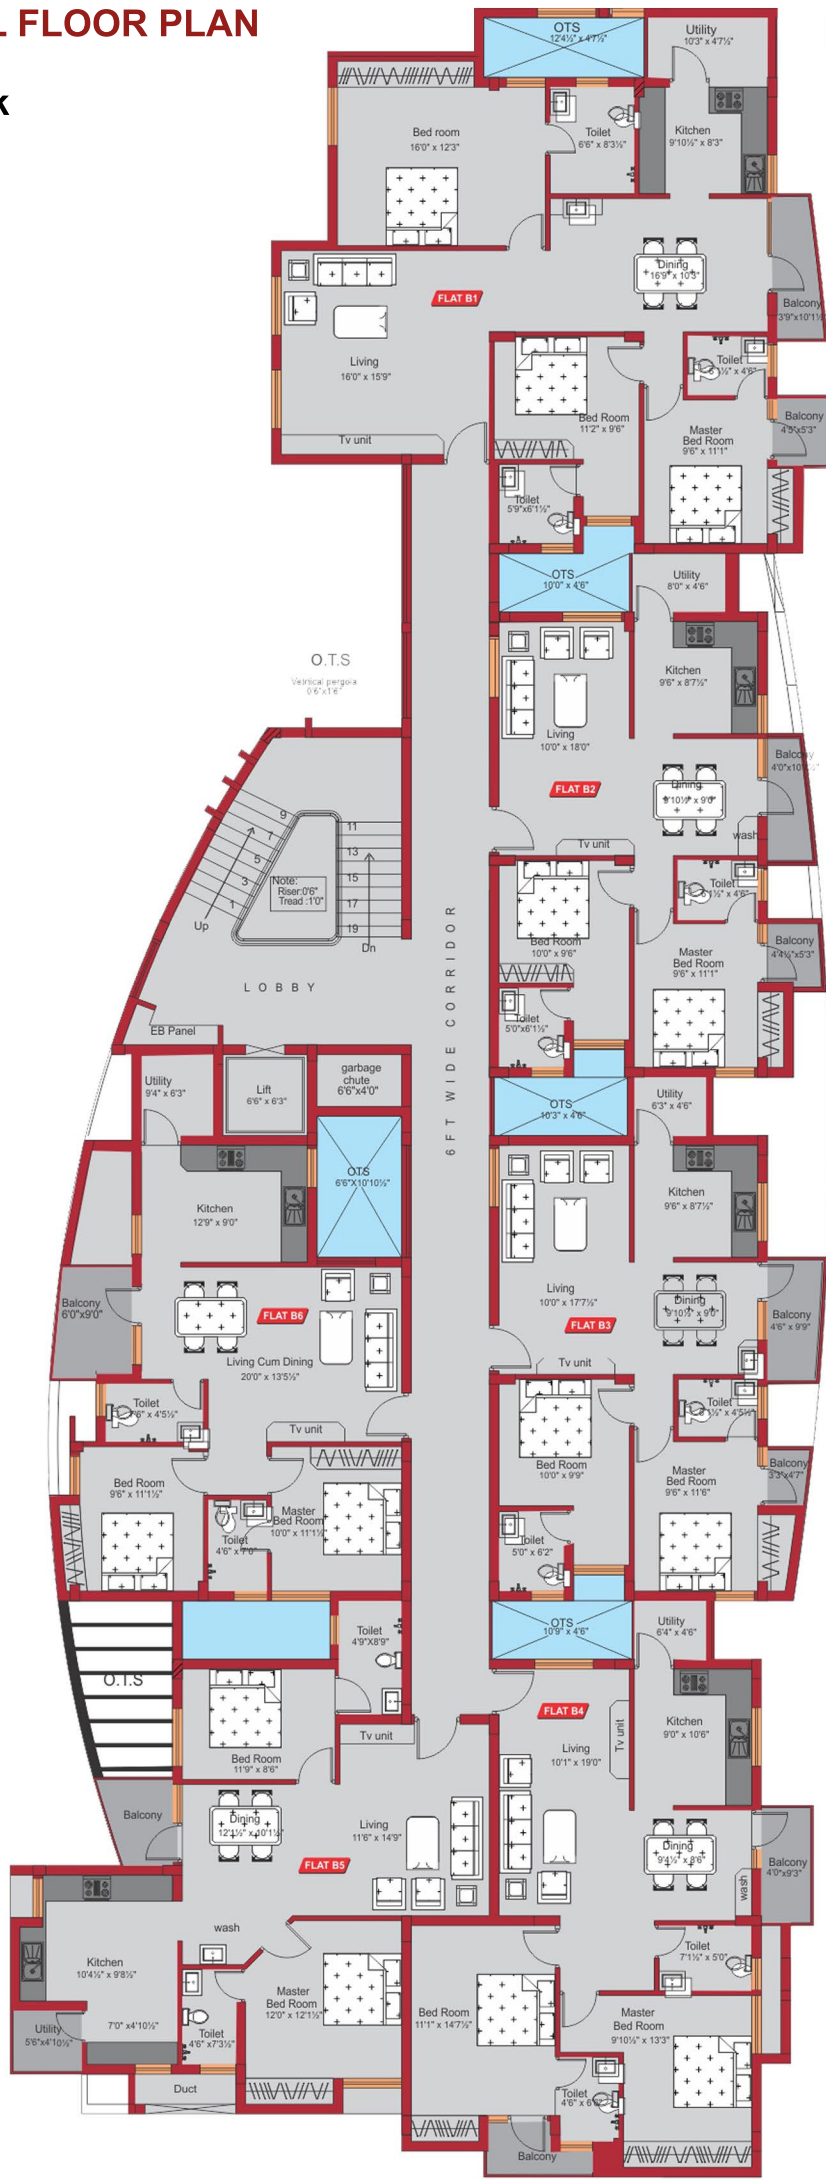 L FLOOR PLAN
k
OTS
12'4½" x 4'7½"
Utility
10'3" x 4'7½"
Bed room
16'0" x 12'3"
Toilet
6'6" x 8'3½"
Kitchen
9'10½" x 8'3"
Dining
16'9" x 10'3"
FLAT B1
Balcony
3'9"x10'1½"
Living
16'0" x 15'9"
Toilet
Bed Room
11'2" x 9'6"
Master
Bed Room
9'6" x 11'1"
Balcony
4'5"x5'3"
Tv unit
Toilet
5'9"x6'1½"
OTS
10'0" x 4'6"
Utility
8'0" x 4'6"
O.T.S
Vetrical pergola
0'6"x1'6"
Kitchen
9'6" x 8'7½"
Living
10'0" x 18'0"
Balcony
FLAT B2
Dining
9'10½" x 9'0"
wash
Tv unit
9
7
5
3
1
11
13
15
17
19
Note:
Riser:0'6"
Tread :1'0"
Up
Dn
Toilet
Bed Room
10'0" x 9'6"
Master
Bed Room
9'6" x 11'1"
Balcony
4'4½"x5'3"
LOBBY
6FT WIDE CORRIDOR
Toilet
5'0"x6'1½"
EB Panel
Utility
9'4" x 6'3"
Lift
6'6" x 6'3"
garbage
chute
6'6"x4'0"
OTS
10'3" x 4'6"
Utility
6'3" x 4'6"
OTS
6'6"X10'10½"
Kitchen
12'9" x 9'0"
Kitchen
9'6" x 8'7½"
Living
10'0" x 17'7½"
Dining
9'10½" x 9'0"
Balcony
4'6" x 9'9"
FLAT B3
Balcony
6'0"x9'0"
FLAT B6
Living Cum Dining
20'0" x 13'5½"
Tv unit
Toilet
Tv unit
Toilet
Bed Room
10'0" x 9'9"
Master
Bed Room
9'6" x 11'6"
Balcony
3'3"x4'7"
Bed Room
9'6" x 11'1½"
Master
Bed Room
10'0" x 11'1½"
Toilet
4'6" x 7'0"
Toilet
5'0" x 6'2"
OTS
10'9" x 4'6"
Utility
6'4" x 4'6"
Toilet
4'9"X8'9"
O.T.S
FLAT B4
Kitchen
9'0" x 10'6"
Tv unit
Living
10'1" x 19'0"
Tv unit
Bed Room
11'9" x 8'6"
Balcony
Dining
12'1½" x 10'1½"
Living
11'6" x 14'9"
FLAT B5
Dining
9'4½" x 8'6"
Balcony
4'0"x9'3"
wash
wash
Kitchen
10'4½" x 9'8½"
Toilet
7'1½" x 5'0"
Master
Bed Room
12'0" x 12'1½"
Bed Room
11'1" x 14'7½"
Master
Bed Room
9'10½" x 13'3"
Utility
5'6"x4'10½"
7'0" x4'10½"
Toilet
4'6" x7'3½"
Toilet
Duct
Balcony